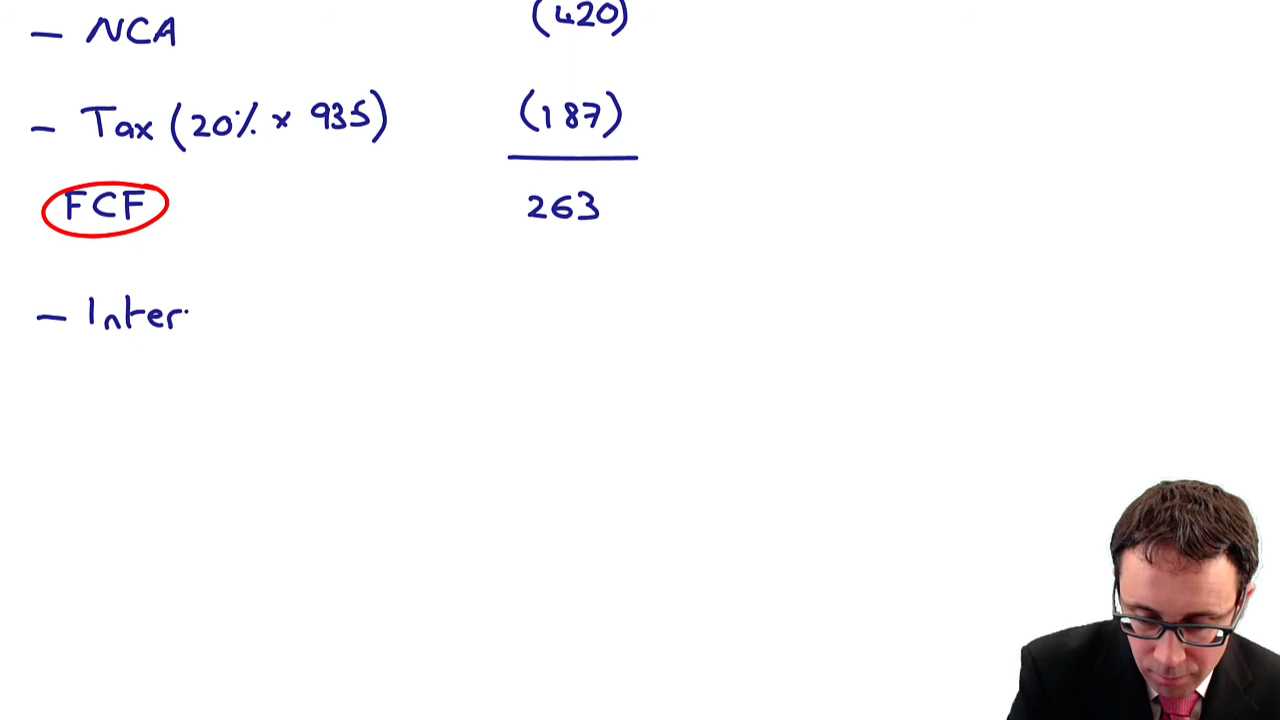 - NCA (420)
- Tax (20% × 935) (187)
FCF 263
- Inter